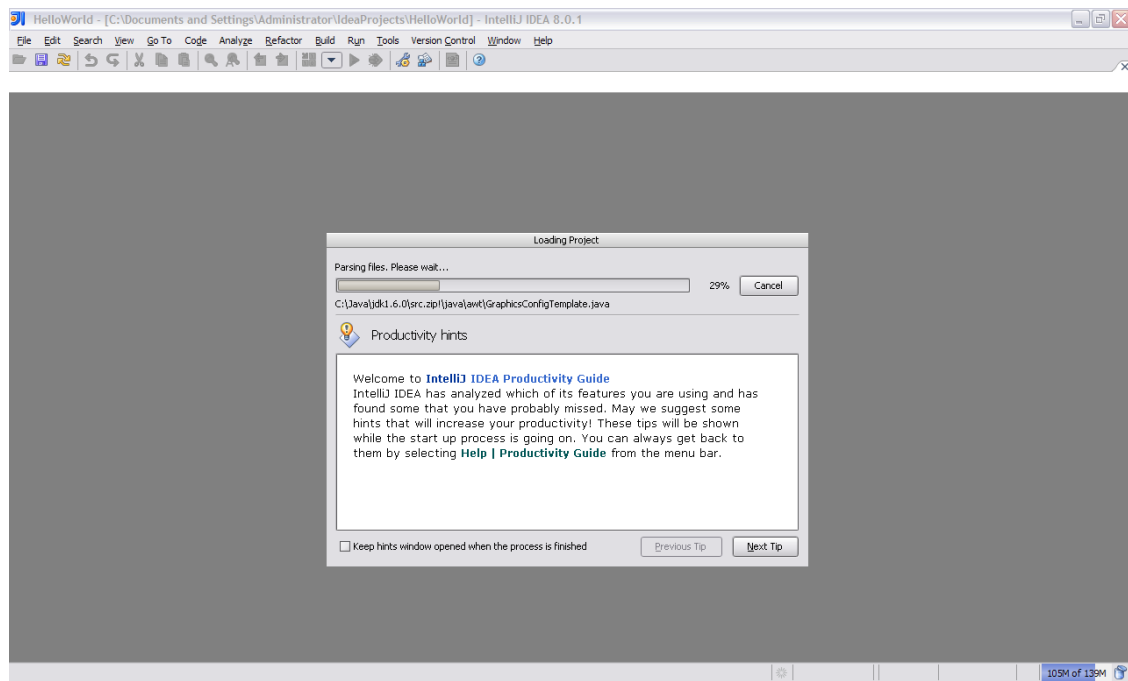 HelloWorld - [C:\Documents and Settings\Administrator\IdeaProjects\HelloWorld] - IntelliJ IDEA 8.0.1
File Edit Search View Go To Code Analyze Refactor Build Run Tools Version Control Window Help
Loading Project
Parsing files. Please wait...
29% Cancel
C:\Java\jdk1.6.0\src.zip!\java\awt\GraphicsConfigTemplate.java
Productivity hints
Welcome to IntelliJ IDEA Productivity Guide
IntelliJ IDEA has analyzed which of its features you are using and has
found some that you have probably missed. May we suggest some
hints that will increase your productivity! These tips will be shown
while the start up process is going on. You can always get back to
them by selecting Help | Productivity Guide from the menu bar.
Keep hints window opened when the process is finished Previous Tip Next Tip
105M of 139M